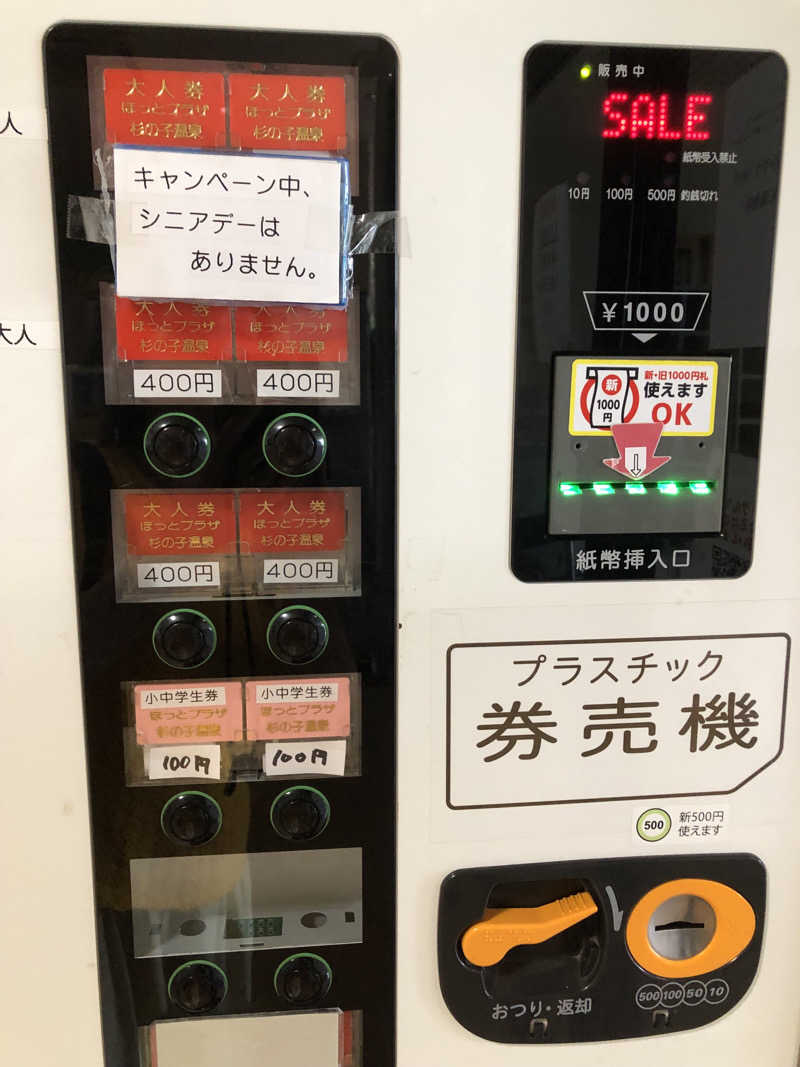 人
大人
大人券
ほっとプラザ
杉の子温泉
大人券
ほっとプラザ
杉の子温泉
キャンペーン中、
シニアデーは
ありません。
大人券
ほっとプラザ
杉の子温泉
400円
大人券
ほっとプラザ
杉の子温泉
400円
大人券
ほっとプラザ
杉の子温泉
400円
大人券
ほっとプラザ
杉の子温泉
400円
小中学生券
ほっとプラザ
杉の子温泉
100円
小中学生券
ほっとプラザ
杉の子温泉
100円
販売中
SALE
紙幣受入禁止
10円 100円 500円 釣銭切れ
¥1000
新
1000
円
新・旧1000円札
使えます
OK
紙幣挿入口
プラスチック
券売機
500
新500円
使えます
おつり・返却
500 100 50 10